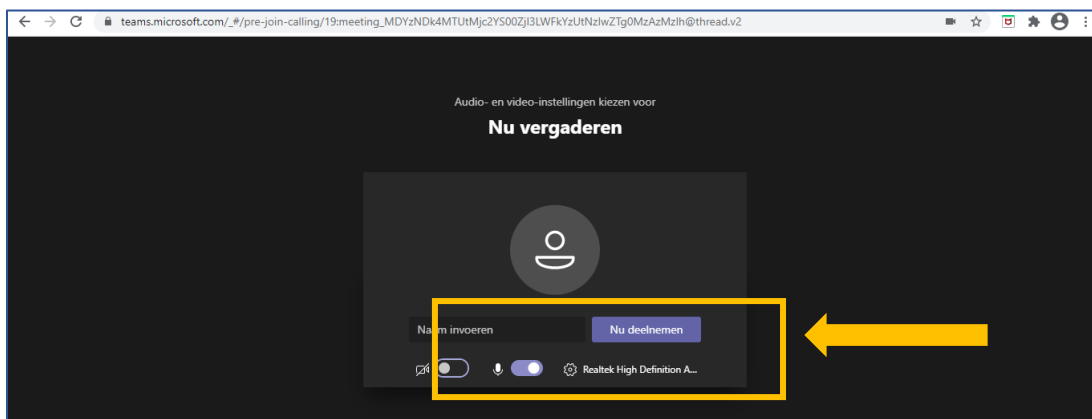 teams.microsoft.com/_#/pre-join-calling/19:meeting_MDYzNDk4MTUtMjc2YS00ZjI3LWFkYzUtNzIwZTg0MzAzMzlh@thread.v2
Audio- en video-instellingen kiezen voor
Nu vergaderen
Naam invoeren
Nu deelnemen
Realtek High Definition A...